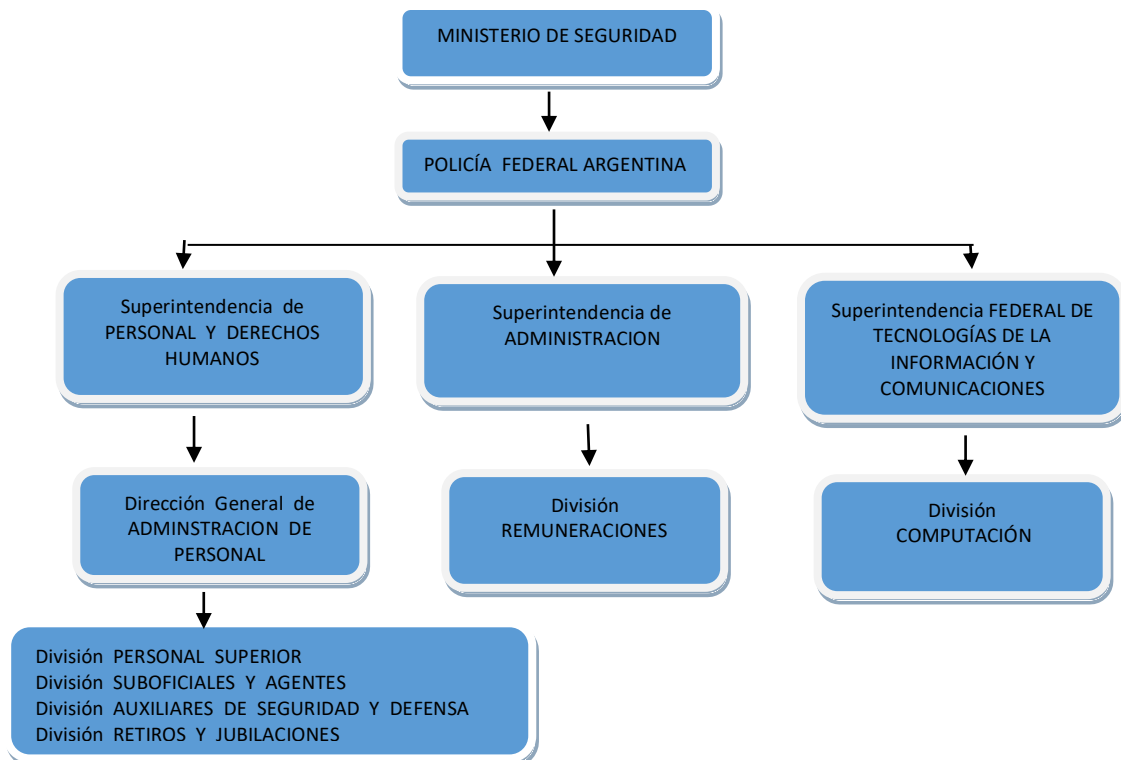 MINISTERIO DE SEGURIDAD
POLICÍA FEDERAL ARGENTINA
Superintendencia de
PERSONAL Y DERECHOS
HUMANOS
Superintendencia de
ADMINISTRACION
Superintendencia FEDERAL DE
TECNOLOGÍAS DE LA
INFORMACIÓN Y
COMUNICACIONES
Dirección General de
ADMINSTRACION DE
PERSONAL
División
REMUNERACIONES
División
COMPUTACIÓN
División PERSONAL SUPERIOR
División SUBOFICIALES Y AGENTES
División AUXILIARES DE SEGURIDAD Y DEFENSA
División RETIROS Y JUBILACIONES